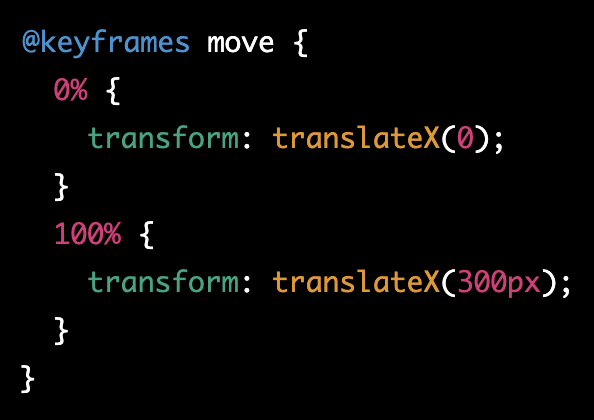 @keyframes move {
  0% {
    transform: translateX(0);
  }
  100% {
    transform: translateX(300px);
  }
}